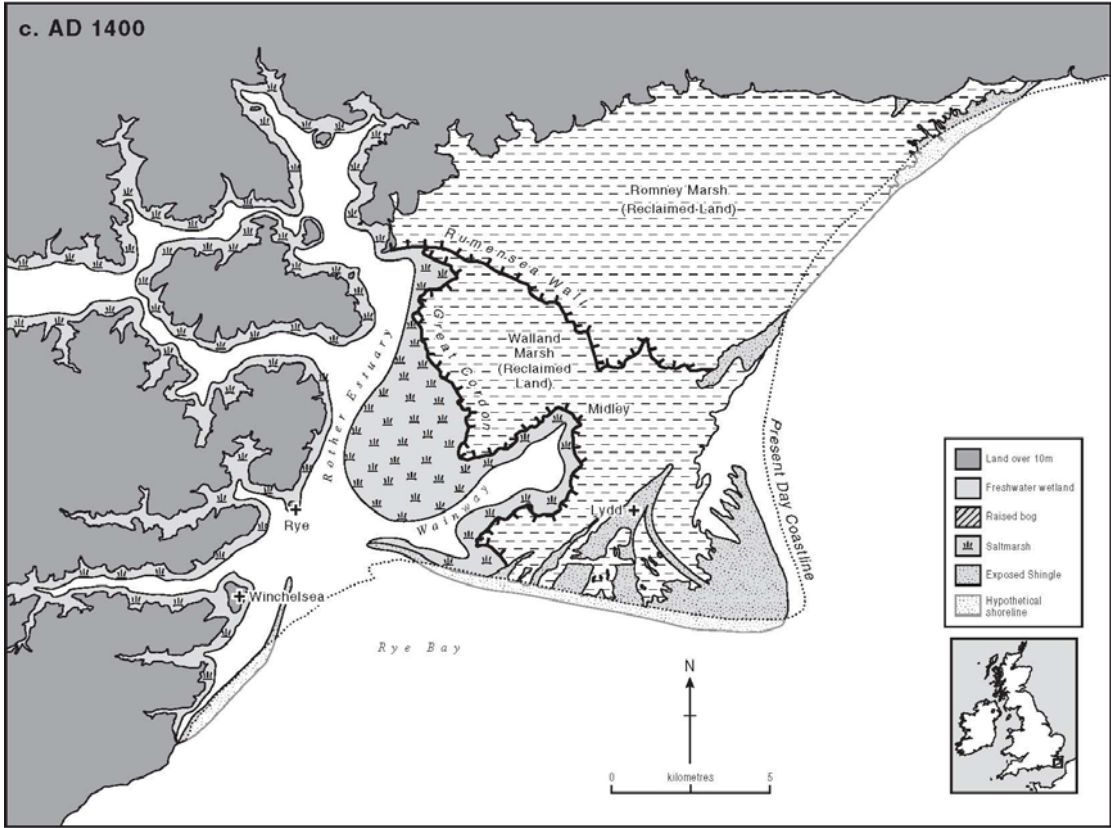 c. AD 1400
Romney Marsh
(Reclaimed Land)
Rumensea Wall
Great Cordon
Walland
Marsh
(Reclaimed
Land)
Rother Estuary
Midley
Wainway
Rye
Lydd
Winchelsea
Present Day Coastline
Rye Bay
N
0 kilometres 5
Land over 10m
Freshwater wetland
Raised bog
Saltmarsh
Exposed Shingle
Hypothetical
shoreline